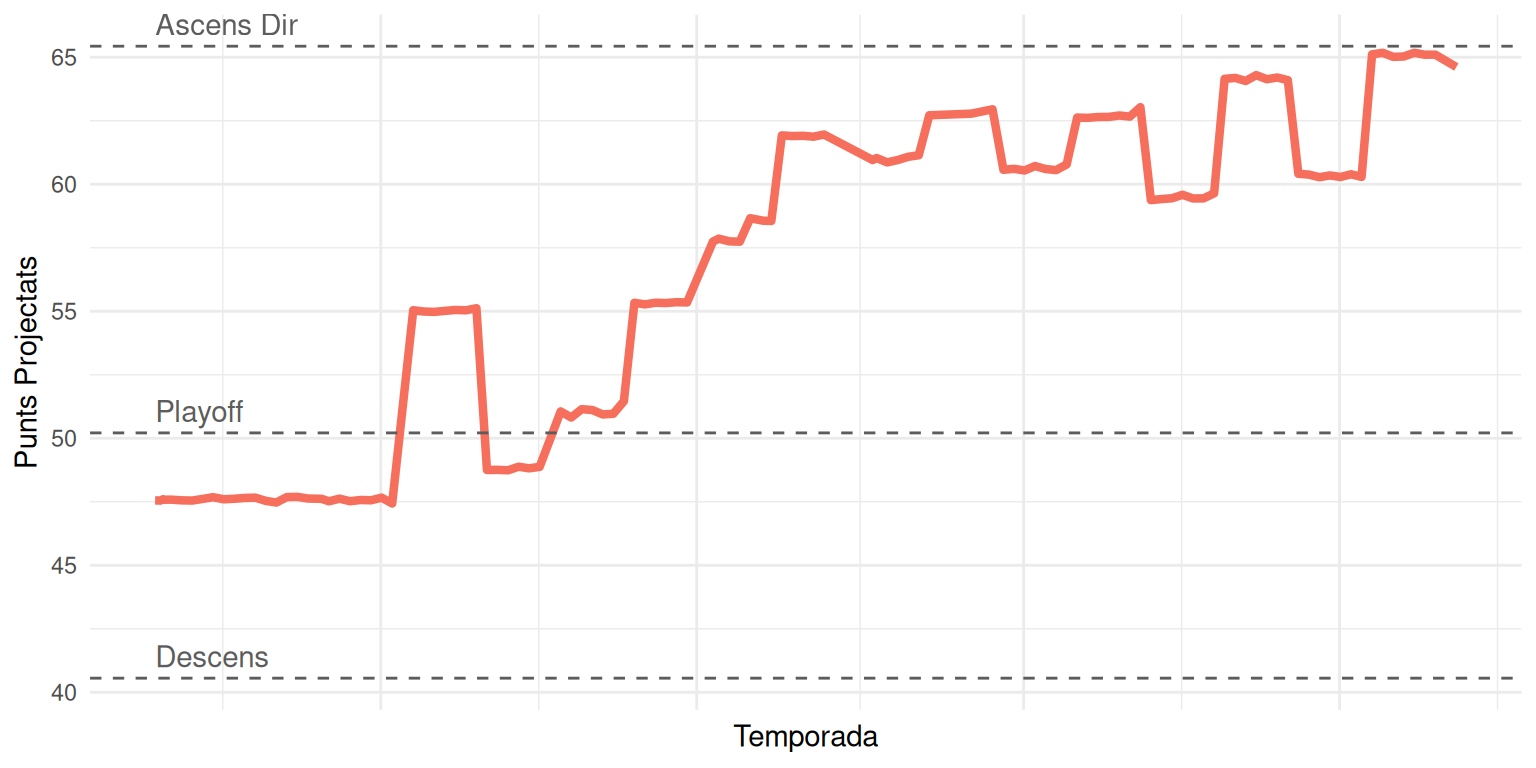 Ascens Dir
65
60
55
Playoff
50
45
Descens
40
Punts Projectats
Temporada